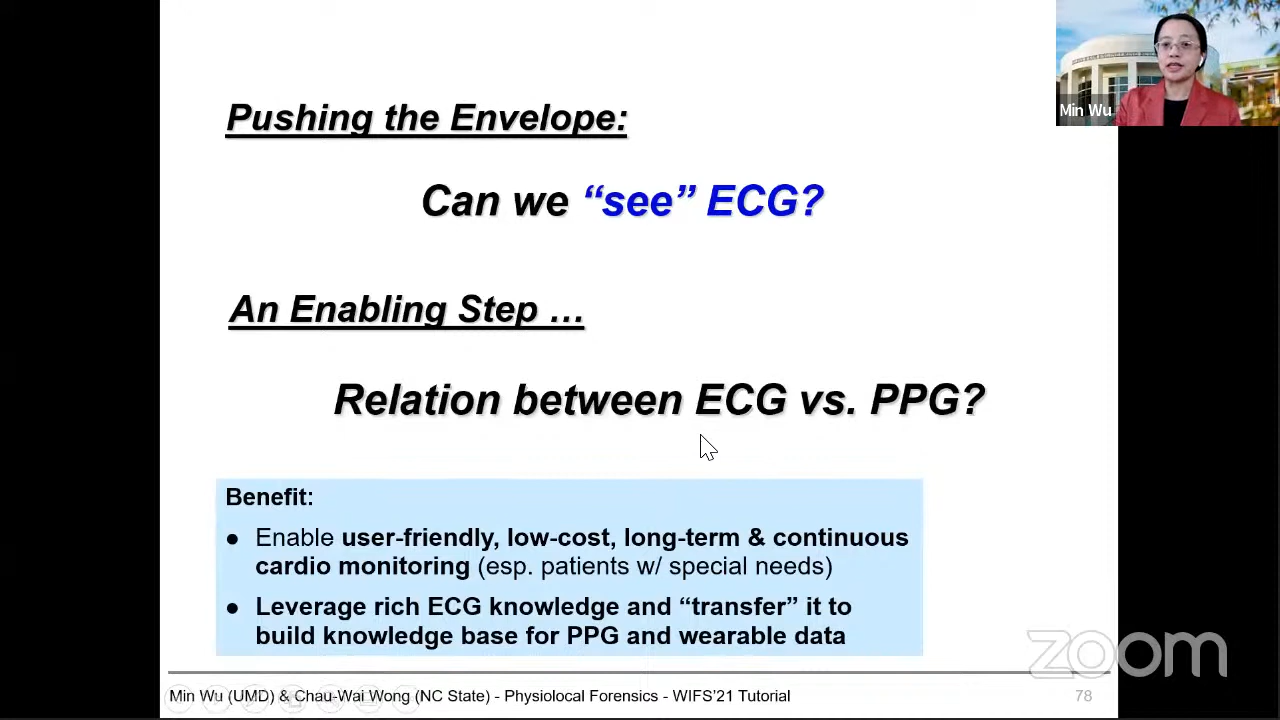 Pushing the Envelope:
Can we “see” ECG?
An Enabling Step …
Relation between ECG vs. PPG?
Benefit:
● Enable user-friendly, low-cost, long-term & continuous
cardio monitoring (esp. patients w/ special needs)
● Leverage rich ECG knowledge and “transfer” it to
build knowledge base for PPG and wearable data
Min Wu (UMD) & Chau-Wai Wong (NC State) - Physiolocal Forensics - WIFS'21 Tutorial
78
Min Wu
zoom